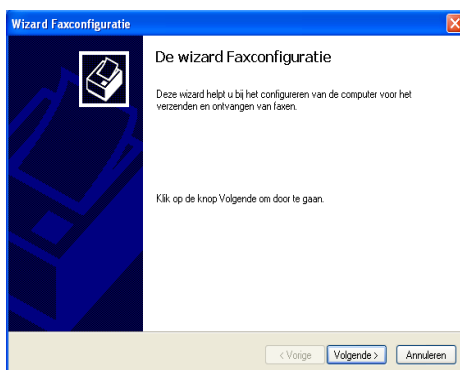 Wizard Faxconfiguratie
De wizard Faxconfiguratie
Deze wizard helpt u bij het configureren van de computer voor het
verzenden en ontvangen van faxen.
Klik op de knop Volgende om door te gaan.
< Vorige Volgende > Annuleren